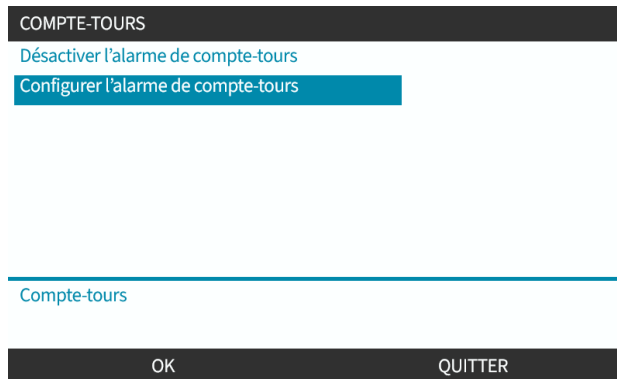 COMPTE-TOURS
Désactiver l’alarme de compte-tours
Configurer l’alarme de compte-tours
Compte-tours
OK QUITTER